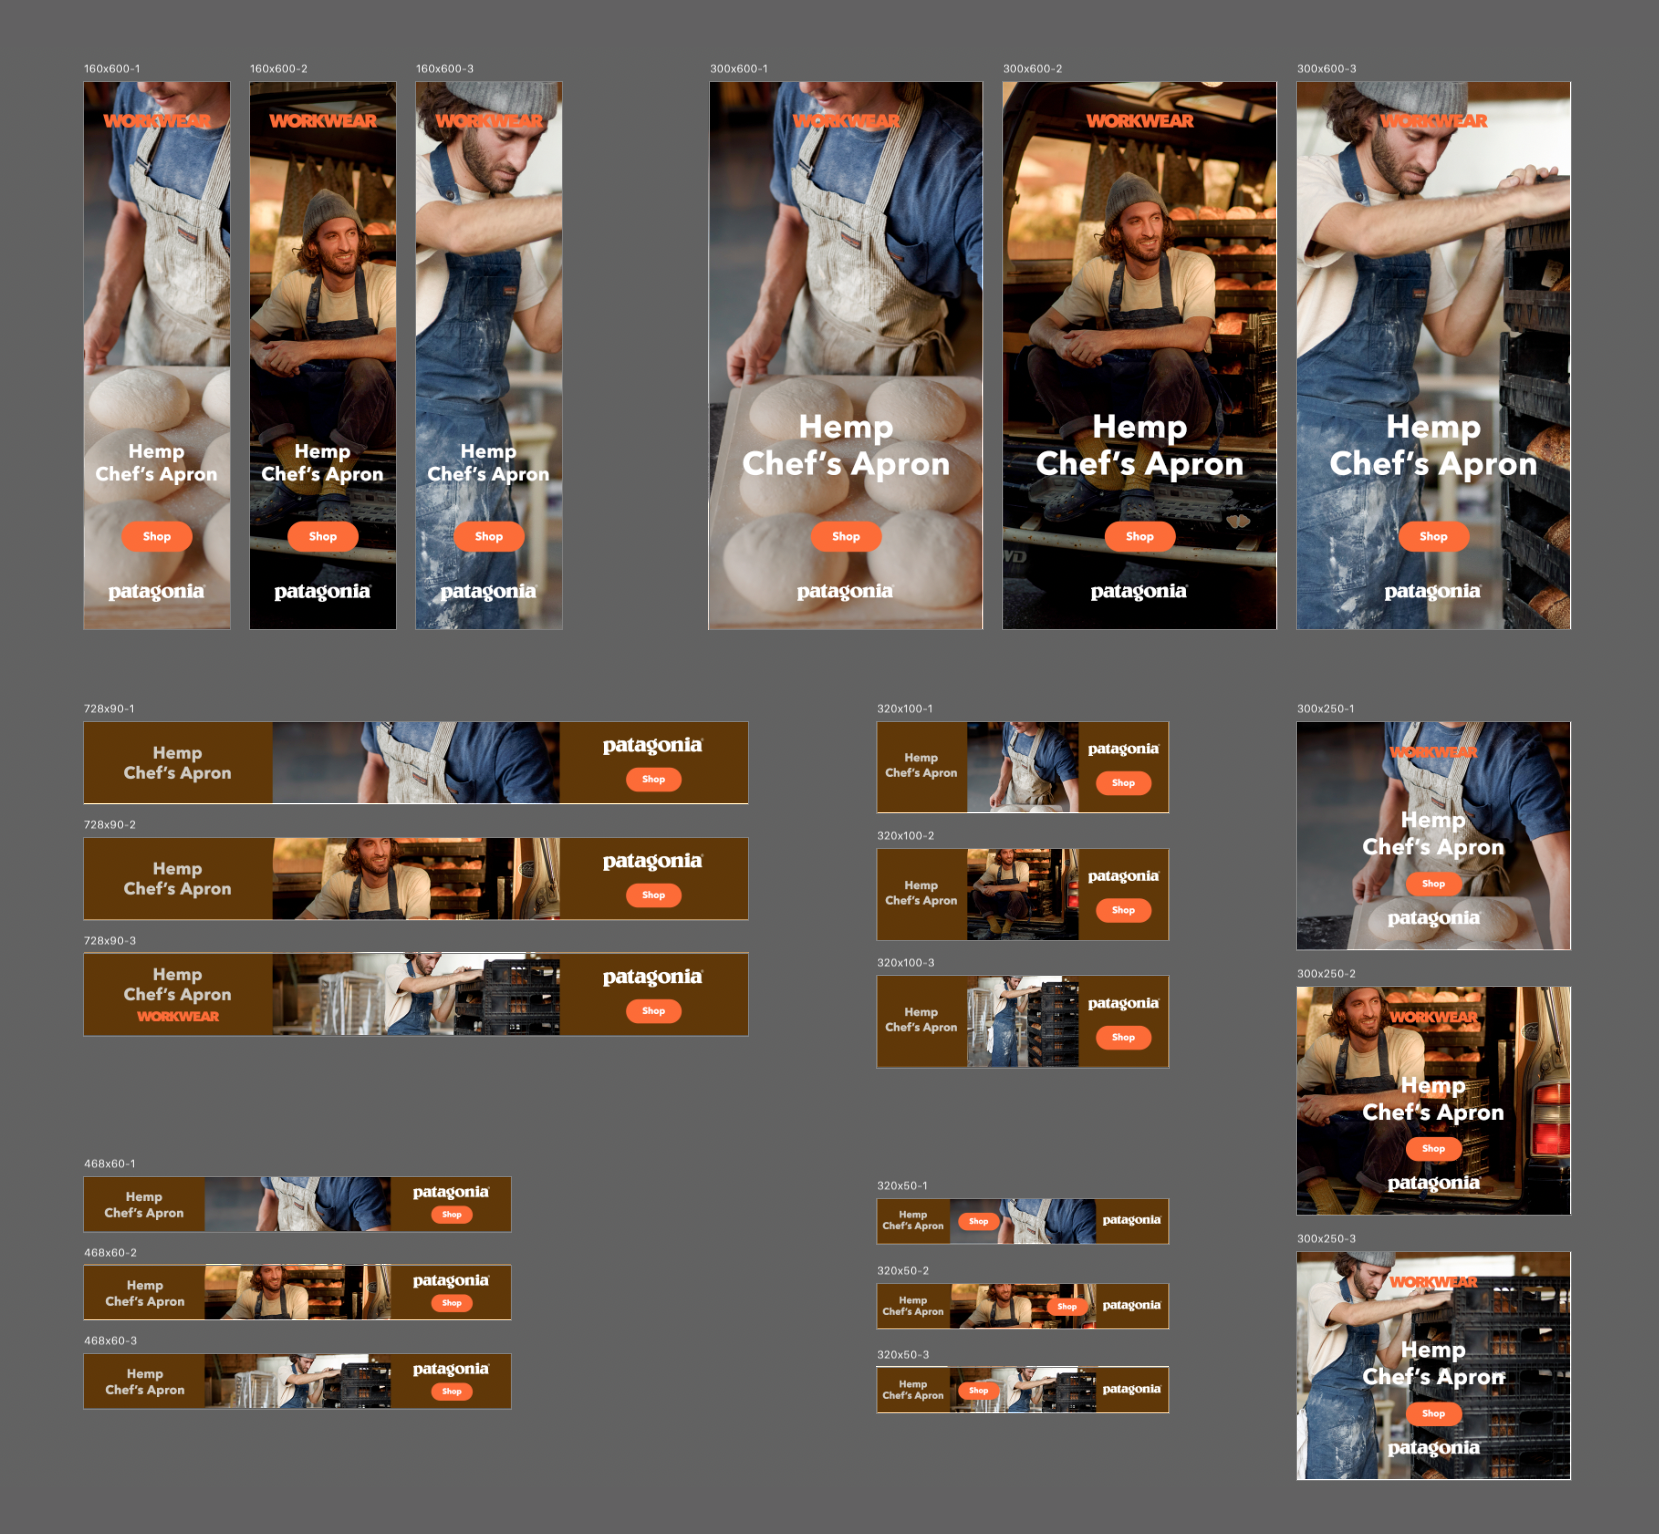 160x600-1
WORKWEAR
Hemp
Chef's Apron
Shop
patagonia®
160x600-2
WORKWEAR
Hemp
Chef's Apron
Shop
patagonia®
160x600-3
WORKWEAR
Hemp
Chef's Apron
Shop
patagonia®
300x600-1
WORKWEAR
Hemp
Chef's Apron
Shop
patagonia®
300x600-2
WORKWEAR
Hemp
Chef's Apron
Shop
patagonia®
300x600-3
WORKWEAR
Hemp
Chef's Apron
Shop
patagonia®
728x90-1
Hemp
Chef's Apron
patagonia®
Shop
728x90-2
Hemp
Chef's Apron
patagonia®
Shop
728x90-3
Hemp
Chef's Apron
WORKWEAR
patagonia®
Shop
320x100-1
Hemp
Chef's Apron
patagonia®
Shop
320x100-2
Hemp
Chef's Apron
patagonia®
Shop
320x100-3
Hemp
Chef's Apron
patagonia®
Shop
300x250-1
WORKWEAR
Hemp
Chef's Apron
Shop
patagonia®
300x250-2
WORKWEAR
Hemp
Chef's Apron
Shop
patagonia®
300x250-3
WORKWEAR
Hemp
Chef's Apron
Shop
patagonia®
468x60-1
Hemp
Chef's Apron
patagonia®
Shop
468x60-2
Hemp
Chef's Apron
patagonia®
Shop
468x60-3
Hemp
Chef's Apron
patagonia®
Shop
320x50-1
Hemp
Chef's Apron
Shop
patagonia®
320x50-2
Hemp
Chef's Apron
Shop
patagonia®
320x50-3
Hemp
Chef's Apron
Shop
patagonia®